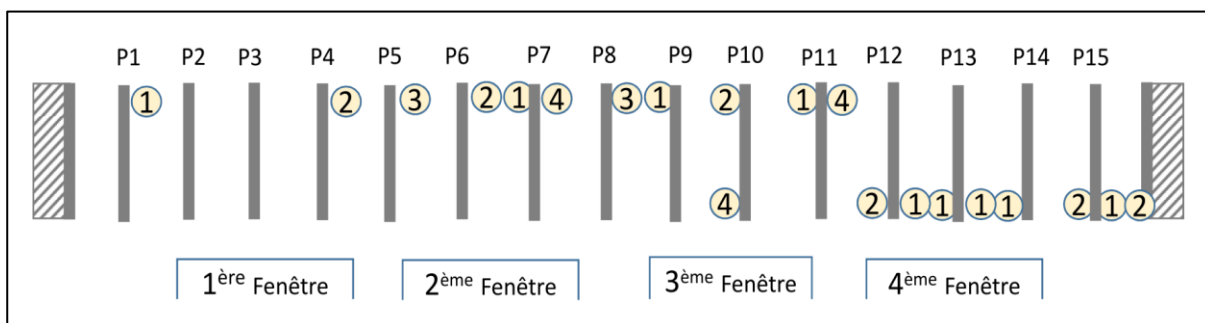 P1 P2 P3 P4 P5 P6 P7 P8 P9 P10 P11 P12 P13 P14 P15
1 2 3 2 1 4 3 1 2 1 4
4 2 1 1 1 1 2 1 2
1ère Fenêtre 2ème Fenêtre 3ème Fenêtre 4ème Fenêtre